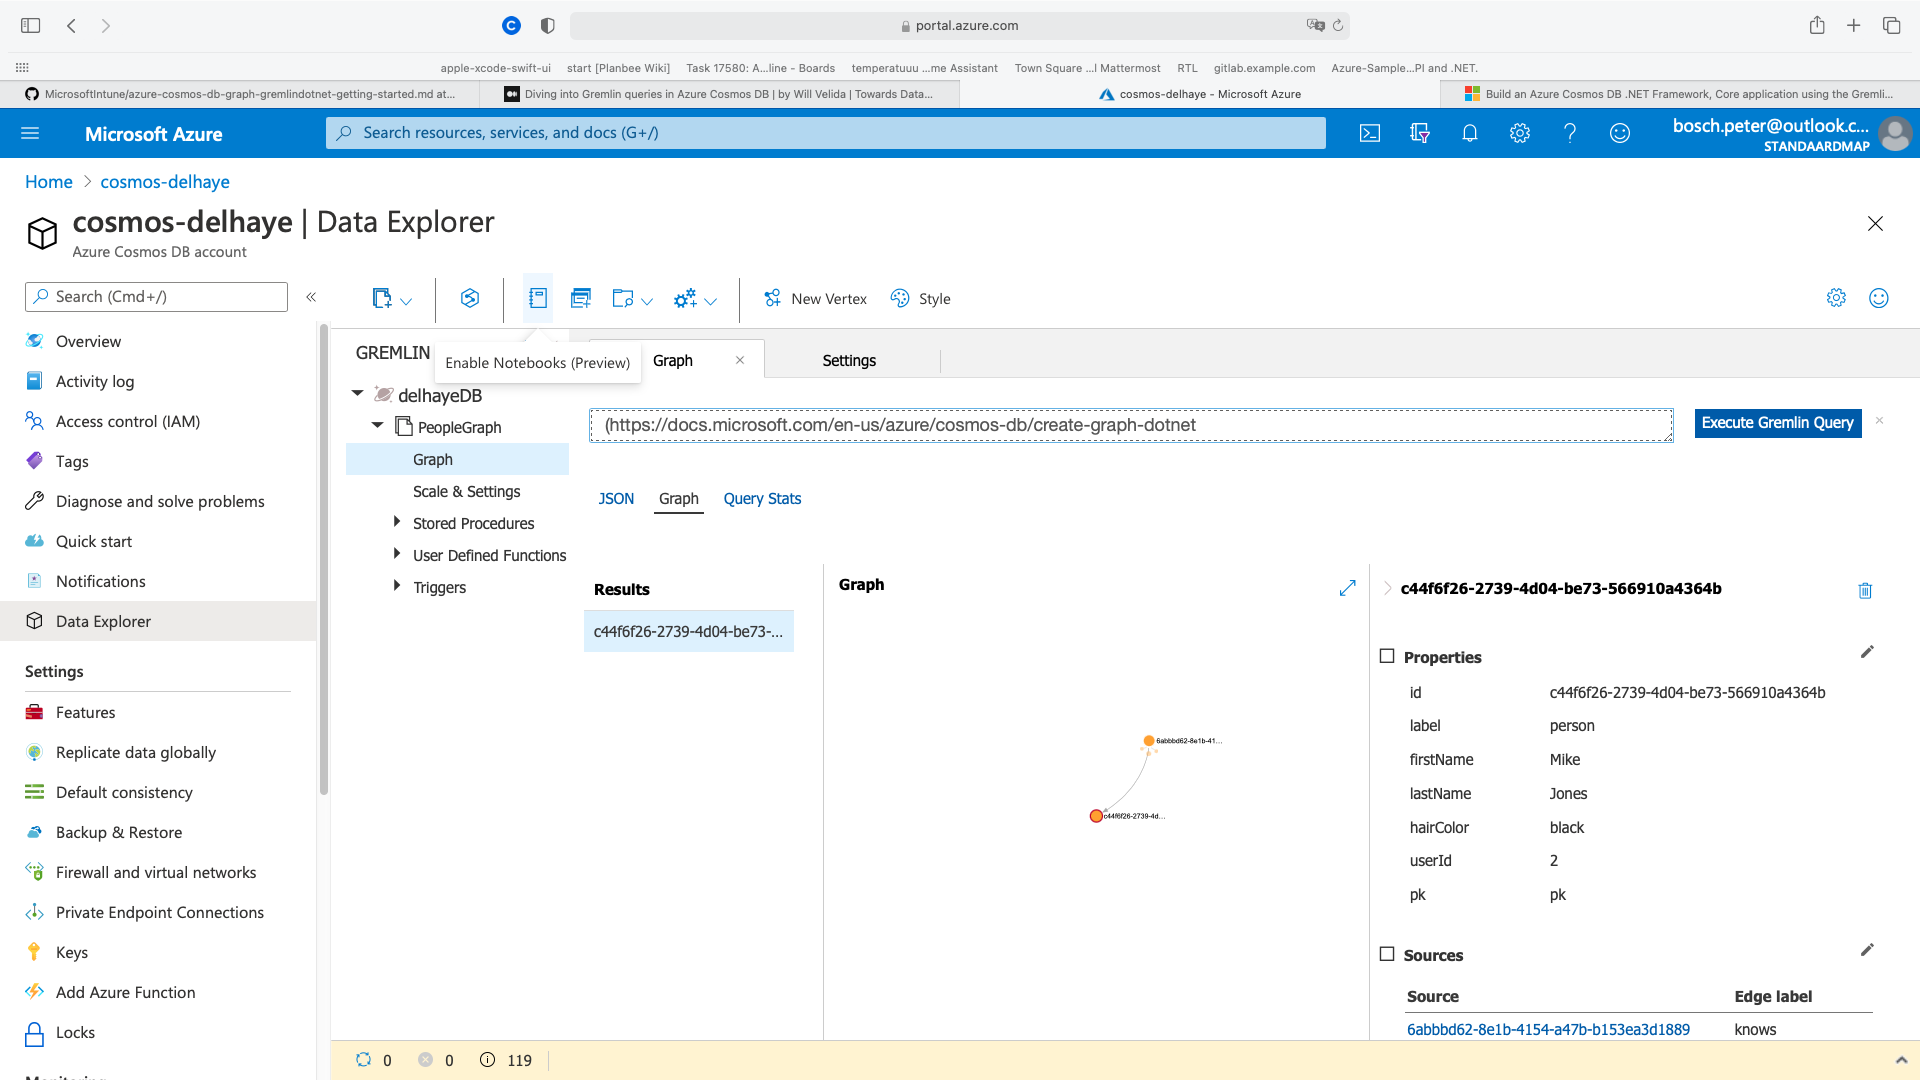 portal.azure.com
apple-xcode-swift-ui start [Planbee Wiki] Task 17580: A...line - Boards temperatuuu ...me Assistant Town Square ...l Mattermost RTL gitlab.example.com Azure-Sample...PI and .NET.
MicrosoftIntune/azure-cosmos-db-graph-gremlindotnet-getting-started.md at...
Diving into Gremlin queries in Azure Cosmos DB | by Will Velida | Towards Data...
cosmos-delhaye - Microsoft Azure
Build an Azure Cosmos DB .NET Framework, Core application using the Gremli...
Microsoft Azure
Search resources, services, and docs (G+/)
bosch.peter@outlook.c...
STANDAARDMAP
Home > cosmos-delhaye
cosmos-delhaye | Data Explorer
Azure Cosmos DB account
Search (Cmd+/)
«
Overview
Activity log
Access control (IAM)
Tags
Diagnose and solve problems
Quick start
Notifications
Data Explorer
Settings
Features
Replicate data globally
Default consistency
Backup & Restore
Firewall and virtual networks
Private Endpoint Connections
Keys
Add Azure Function
Locks
New Vertex
Style
GREMLIN
Enable Notebooks (Preview)
Graph
Settings
delhayeDB
PeopleGraph
Graph
Scale & Settings
Stored Procedures
User Defined Functions
Triggers
(https://docs.microsoft.com/en-us/azure/cosmos-db/create-graph-dotnet
Execute Gremlin Query
JSON Graph Query Stats
Results
c44f6f26-2739-4d04-be73-...
Graph
6abbbd62-8e1b-41...
c44f6f26-2739-4d...
c44f6f26-2739-4d04-be73-566910a4364b
Properties
id c44f6f26-2739-4d04-be73-566910a4364b
label person
firstName Mike
lastName Jones
hairColor black
userId 2
pk pk
Sources
Source Edge label
6abbbd62-8e1b-4154-a47b-b153ea3d1889 knows
0 0 119